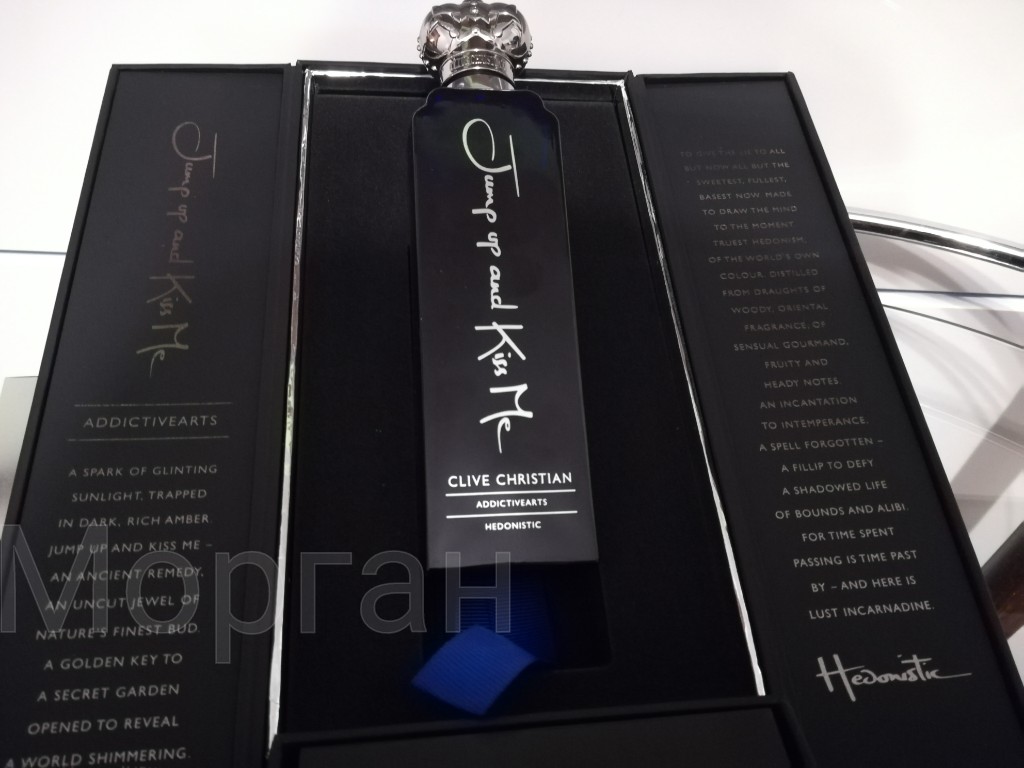 Jump up and Kiss Me
ADDICTIVEARTS
A SPARK OF GLINTING
SUNLIGHT, TRAPPED
IN DARK, RICH AMBER.
JUMP UP AND KISS ME –
AN ANCIENT REMEDY,
AN UNCUT JEWEL OF
NATURE'S FINEST BUD.
A GOLDEN KEY TO
A SECRET GARDEN
OPENED TO REVEAL
A WORLD SHIMMERING.
Jump up and Kiss Me
CLIVE CHRISTIAN
ADDICTIVEARTS
HEDONISTIC
TO GIVE THE LIE TO ALL
BUT NOW ALL BUT THE
SWEETEST, FULLEST,
BASEST NOW. MADE
TO DRAW THE MIND
TO THE MOMENT.
TRUEST HEDONISM,
OF THE WORLD'S OWN
COLOUR, DISTILLED
FROM DRAUGHTS OF
WOODY, ORIENTAL
FRAGRANCE; OF
SENSUAL GOURMAND,
FRUITY AND
HEADY NOTES.
AN INCANTATION
TO INTEMPERANCE.
A SPELL FORGOTTEN –
A FILLIP TO DEFY
A SHADOWED LIFE
OF BOUNDS AND ALIBI.
FOR TIME SPENT
PASSING IS TIME PAST
BY – AND HERE IS
LUST INCARNADINE.
Hedonistic
Морган